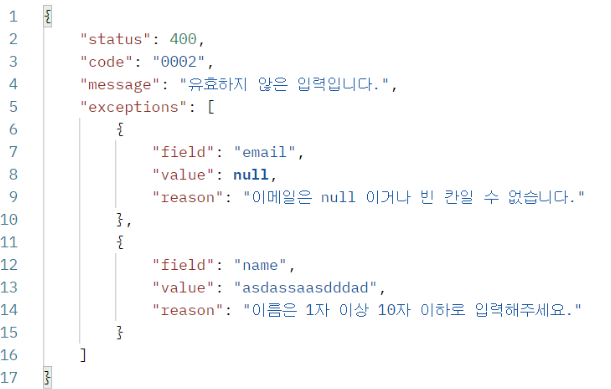 1 {
2 "status": 400,
3 "code": "0002",
4 "message": "유효하지 않은 입력입니다.",
5 "exceptions": [
6 {
7 "field": "email",
8 "value": null,
9 "reason": "이메일은 null 이거나 빈 칸일 수 없습니다."
10 },
11 {
12 "field": "name",
13 "value": "asdassaasdddad",
14 "reason": "이름은 1자 이상 10자 이하로 입력해주세요."
15 }
16 ]
17 }